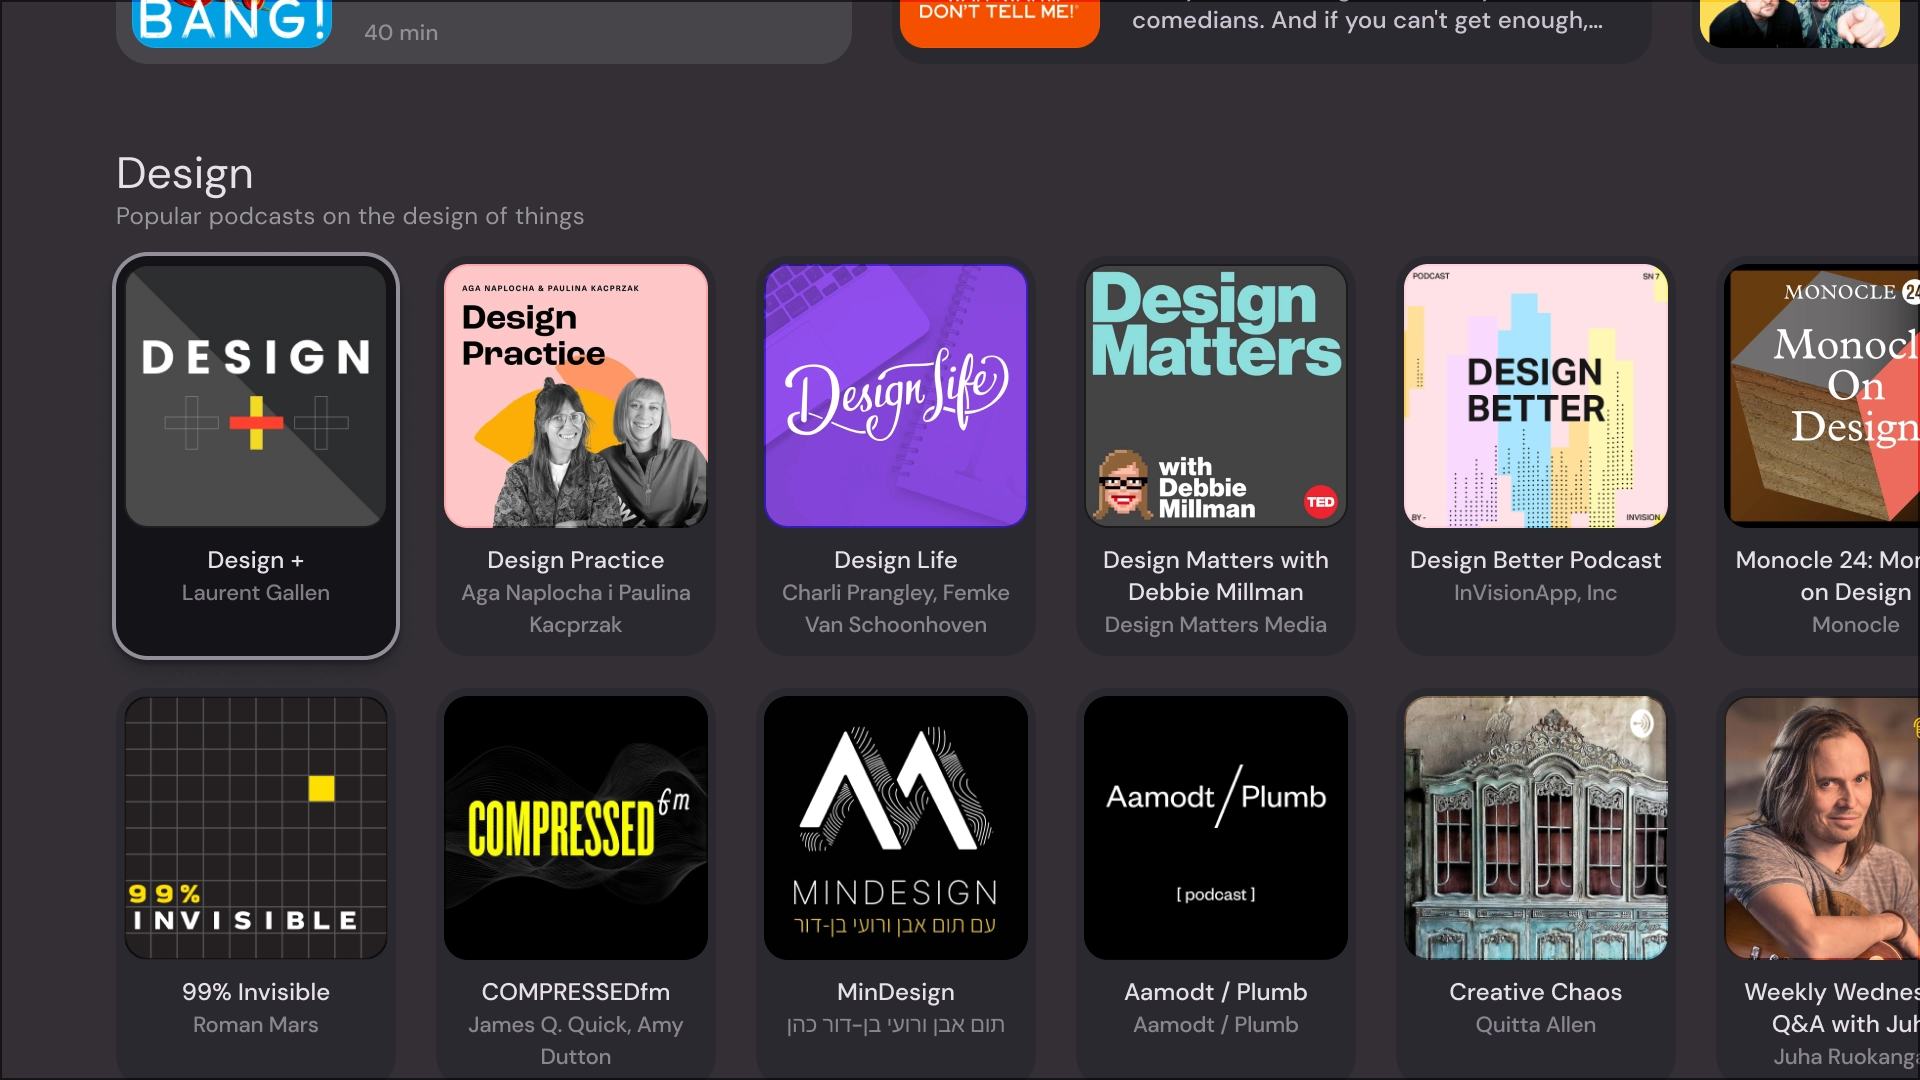 BANG!
40 min
DON'T TELL ME!
comedians. And if you can't get enough,...
Design
Popular podcasts on the design of things
DESIGN
Design +
Laurent Gallen
AGA NAPLOCHA & PAULINA KACPRZAK
Design
Practice
Design Practice
Aga Naplocha i Paulina
Kacprzak
Design Life
Design Life
Charli Prangley, Femke
Van Schoonhoven
Design
Matters
with
Debbie
Millman
TED
Design Matters with
Debbie Millman
Design Matters Media
PODCAST
SN 7
DESIGN
BETTER
BY -
INVISION
Design Better Podcast
InVisionApp, Inc
MONOCLE 24
Monocl
On
Design
Monocle 24: Mon
on Design
Monocle
99%
INVISIBLE
99% Invisible
Roman Mars
COMPRESSED fm
COMPRESSEDfm
James Q. Quick, Amy
Dutton
MINDESIGN
עם תום אבן ורועי בן-דור
MinDesign
תום אבן ורועי בן-דור כהן
Aamodt / Plumb
[ podcast ]
Aamodt / Plumb
Aamodt / Plumb
Creative Chaos
Quitta Allen
Weekly Wednes
Q&A with Juh
Juha Ruokanga